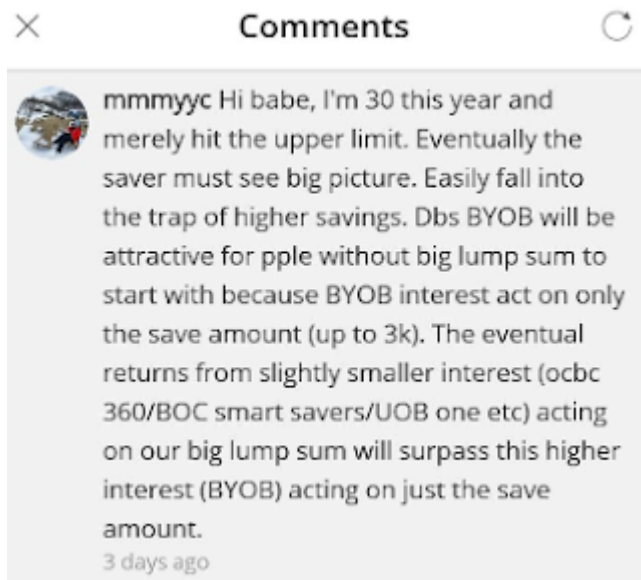 Comments
mmmyyc Hi babe, I'm 30 this year and
merely hit the upper limit. Eventually the
saver must see big picture. Easily fall into
the trap of higher savings. Dbs BYOB will be
attractive for pple without big lump sum to
start with because BYOB interest act on only
the save amount (up to 3k). The eventual
returns from slightly smaller interest (ocbc
360/BOC smart savers/UOB one etc) acting
on our big lump sum will surpass this higher
interest (BYOB) acting on just the save
amount.
3 days ago